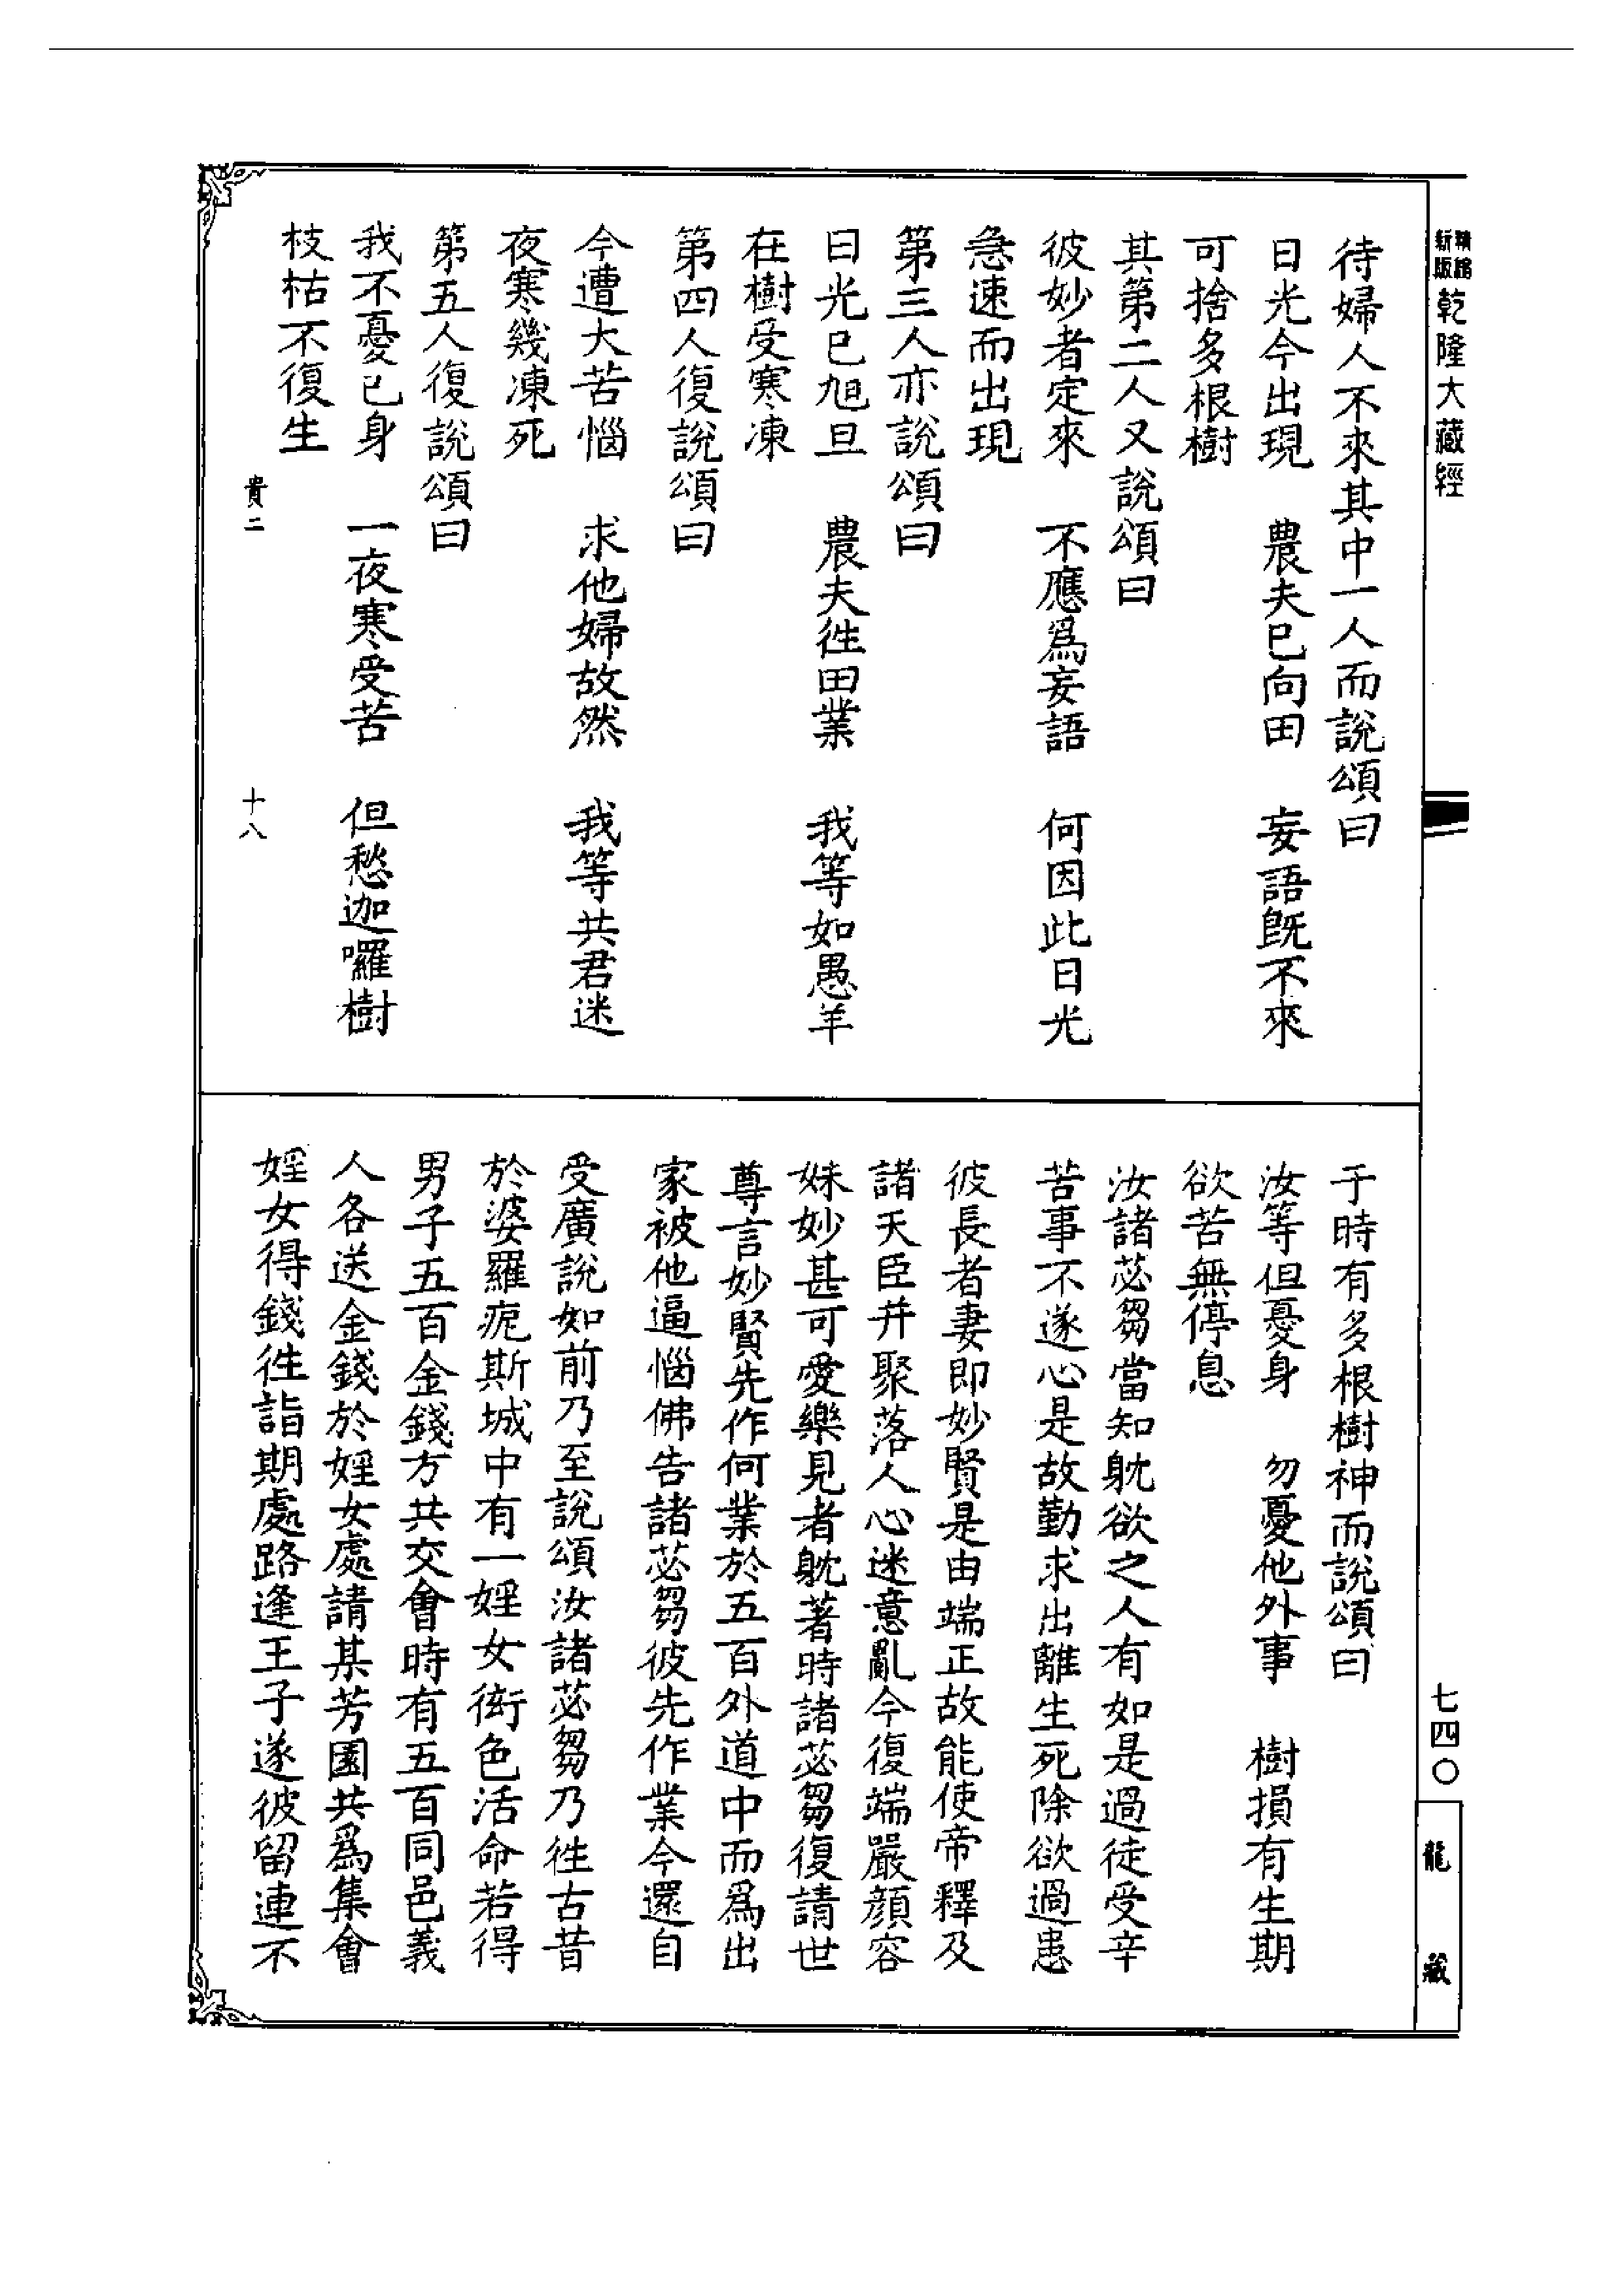 精縮新版乾隆大藏經
待婦人不來其中一人而說頌曰
日光今出現　農夫已向田　妄語旣不來
可捨多根樹
其第二人又說頌曰
彼妙者定來　不應爲妄語　何因此日光
急速而出現
第三人亦說頌曰
日光已旭旦　農夫徃田業　我等如愚羊
在樹受寒凍
第四人復說頌曰
今遭大苦惱　求他婦故然　我等共君迷
夜寒幾凍死
第五人復說頌曰
我不憂已身　一夜寒受苦　但愁迦囉樹
枝枯不復生
貴二　十八
于時有多根樹神而說頌曰
汝等但憂身　勿憂他外事　樹損有生期
欲苦無停息
汝諸苾芻當知躭欲之人有如是過徒受辛
苦事不遂心是故勤求出離生死除欲過患
彼長者妻即妙賢是由端正故能使帝釋及
諸天臣并聚落人心迷意亂今復端嚴顏容
姝妙甚可愛樂見者躭著時諸苾芻復請世
尊言妙賢先作何業於五百外道中而爲出
家被他逼惱佛告諸苾芻彼先作業今還自
受廣說如前乃至說頌汝諸苾芻乃徃古昔
於婆羅痆斯城中有一婬女衒色活命若得
男子五百金錢方共交會時有五百同邑義
人各送金錢於婬女處請某芳園共爲集會
婬女得錢徃詣期處路逢王子遂彼留連不
七四〇
龍藏